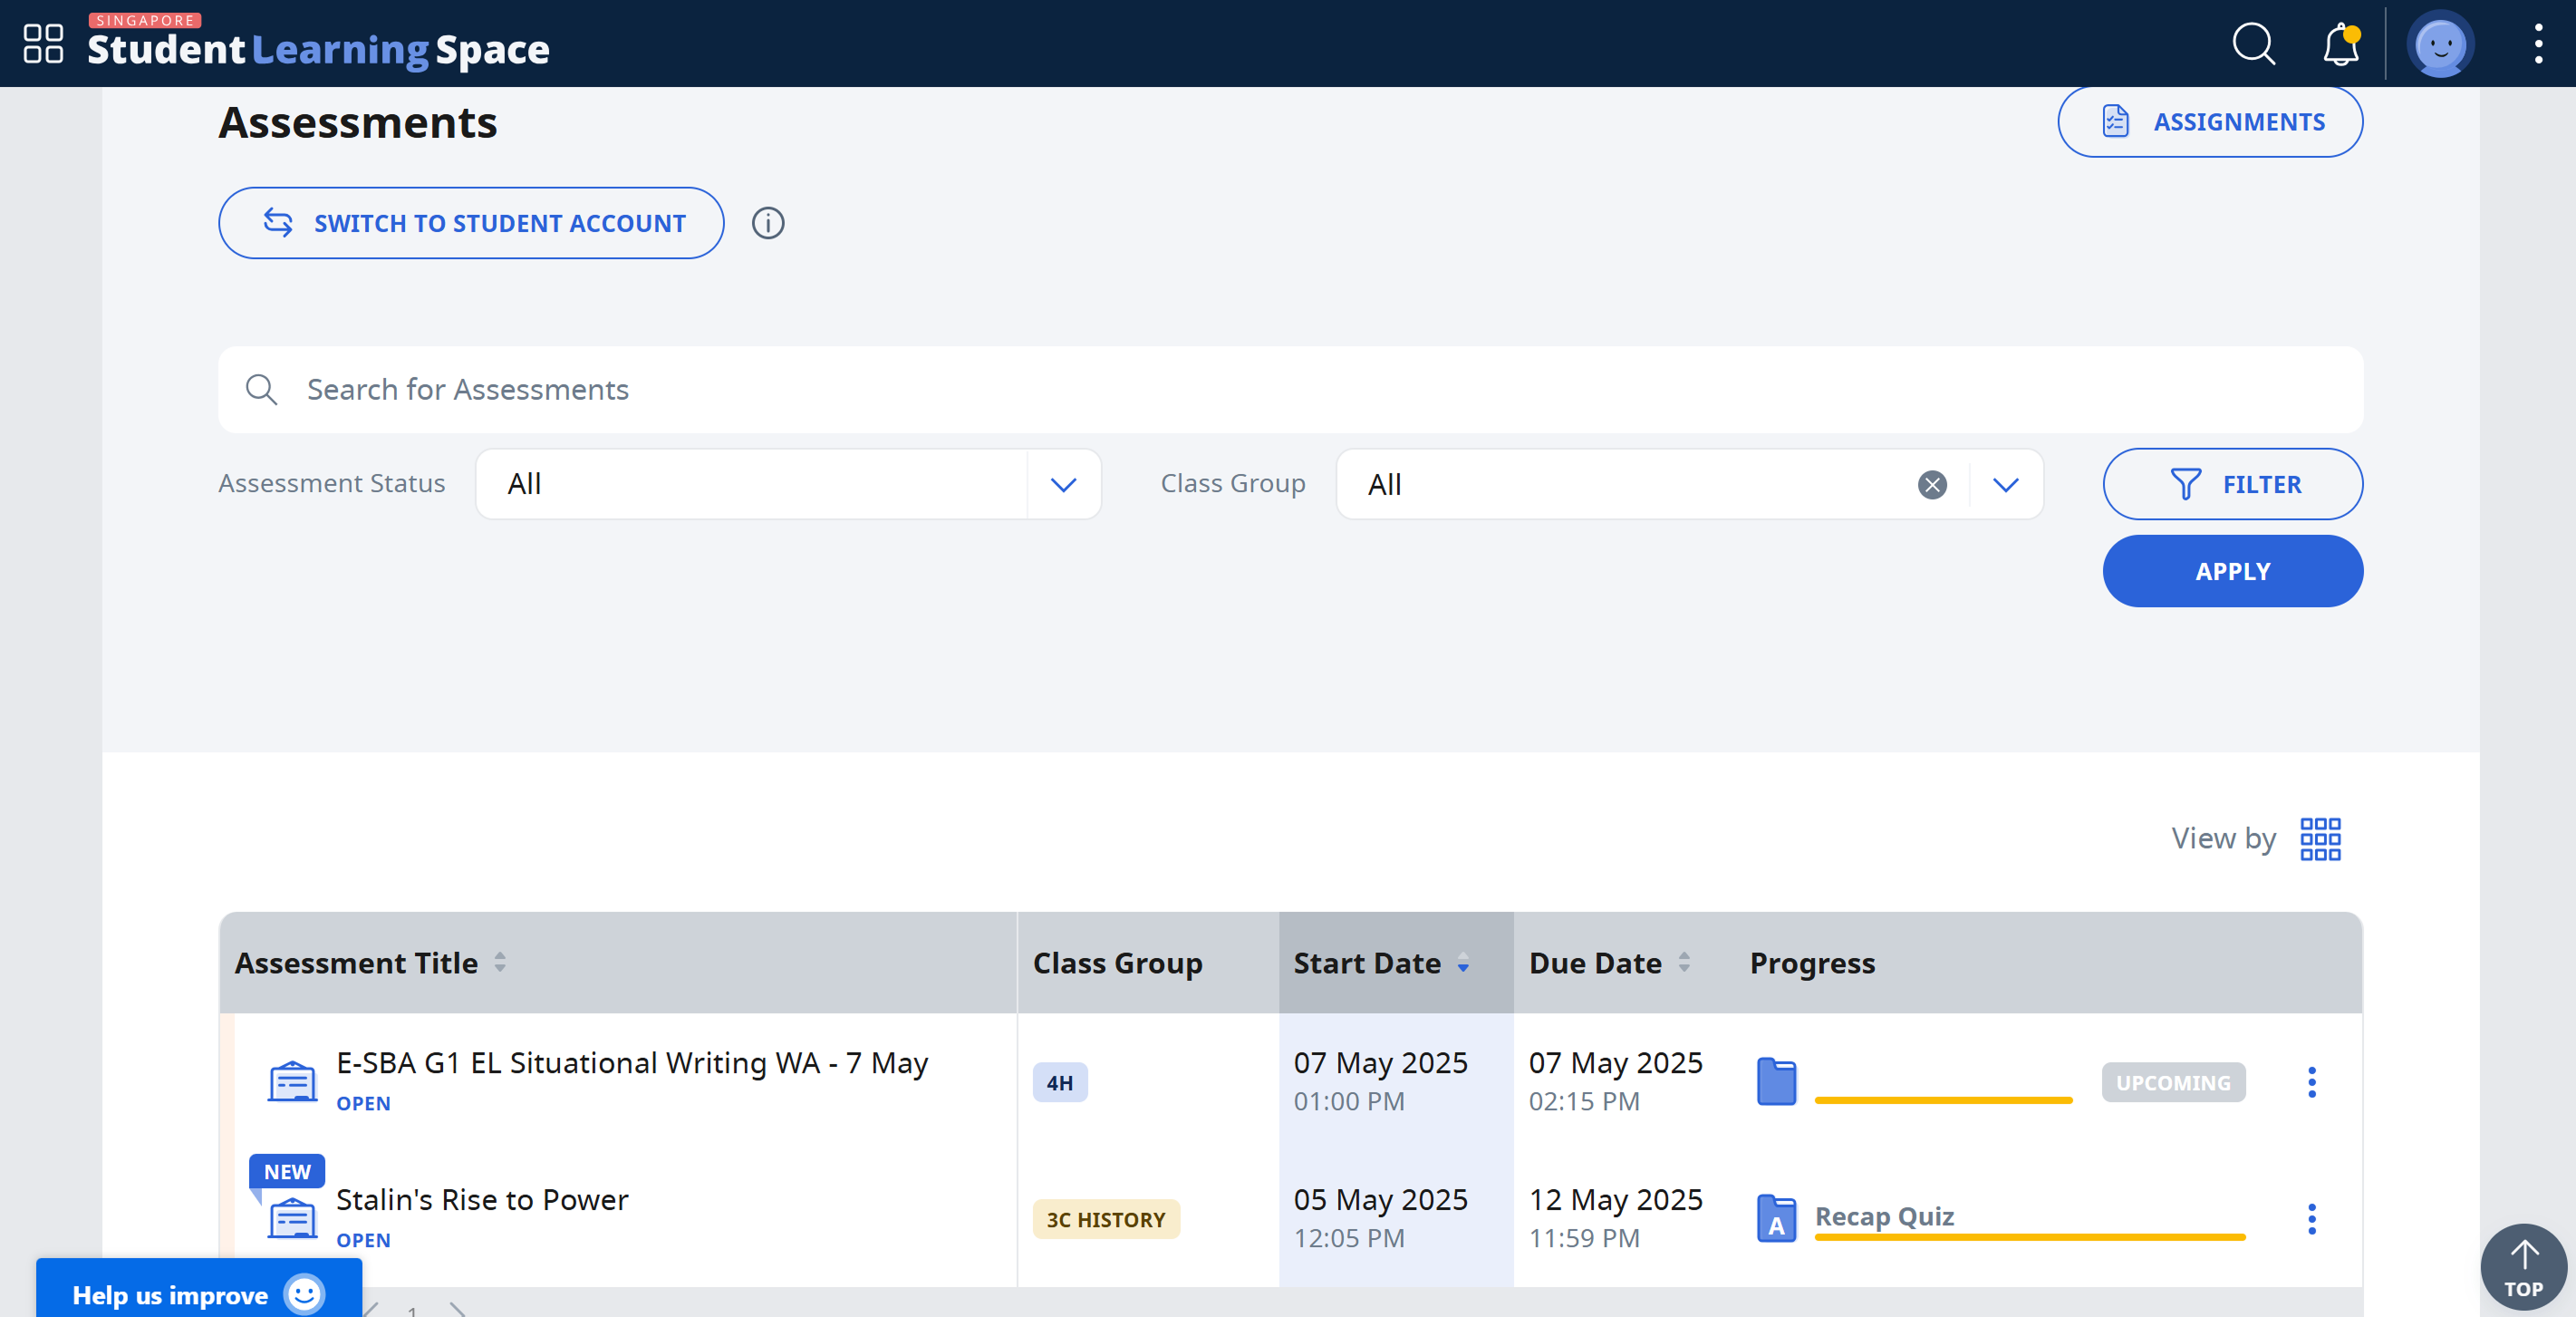 SINGAPORE
Student Learning Space
Assessments
ASSIGNMENTS
SWITCH TO STUDENT ACCOUNT
Search for Assessments
Assessment Status
All
Class Group
All
FILTER
APPLY
View by
Assessment Title
Class Group
Start Date
Due Date
Progress
E-SBA G1 EL Situational Writing WA - 7 May
OPEN
4H
07 May 2025
01:00 PM
07 May 2025
02:15 PM
UPCOMING
NEW
Stalin's Rise to Power
OPEN
3C HISTORY
05 May 2025
12:05 PM
12 May 2025
11:59 PM
A
Recap Quiz
Help us improve
1
TOP